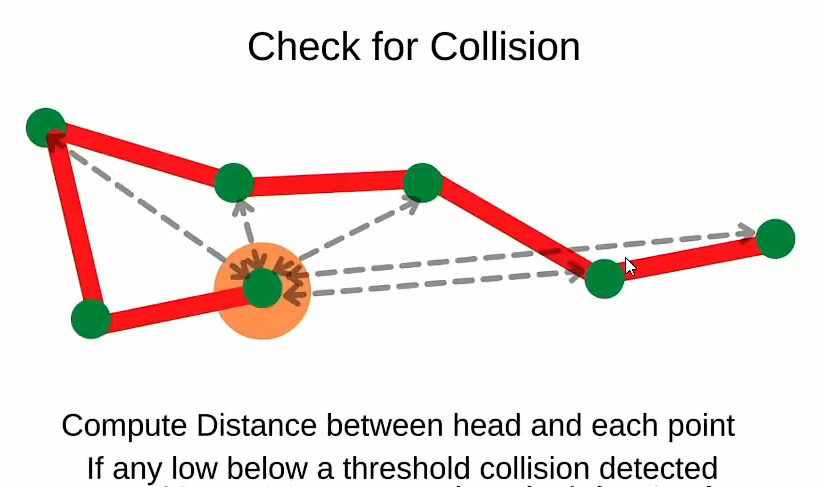 Check for Collision
Compute Distance between head and each point
If any low below a threshold collision detected